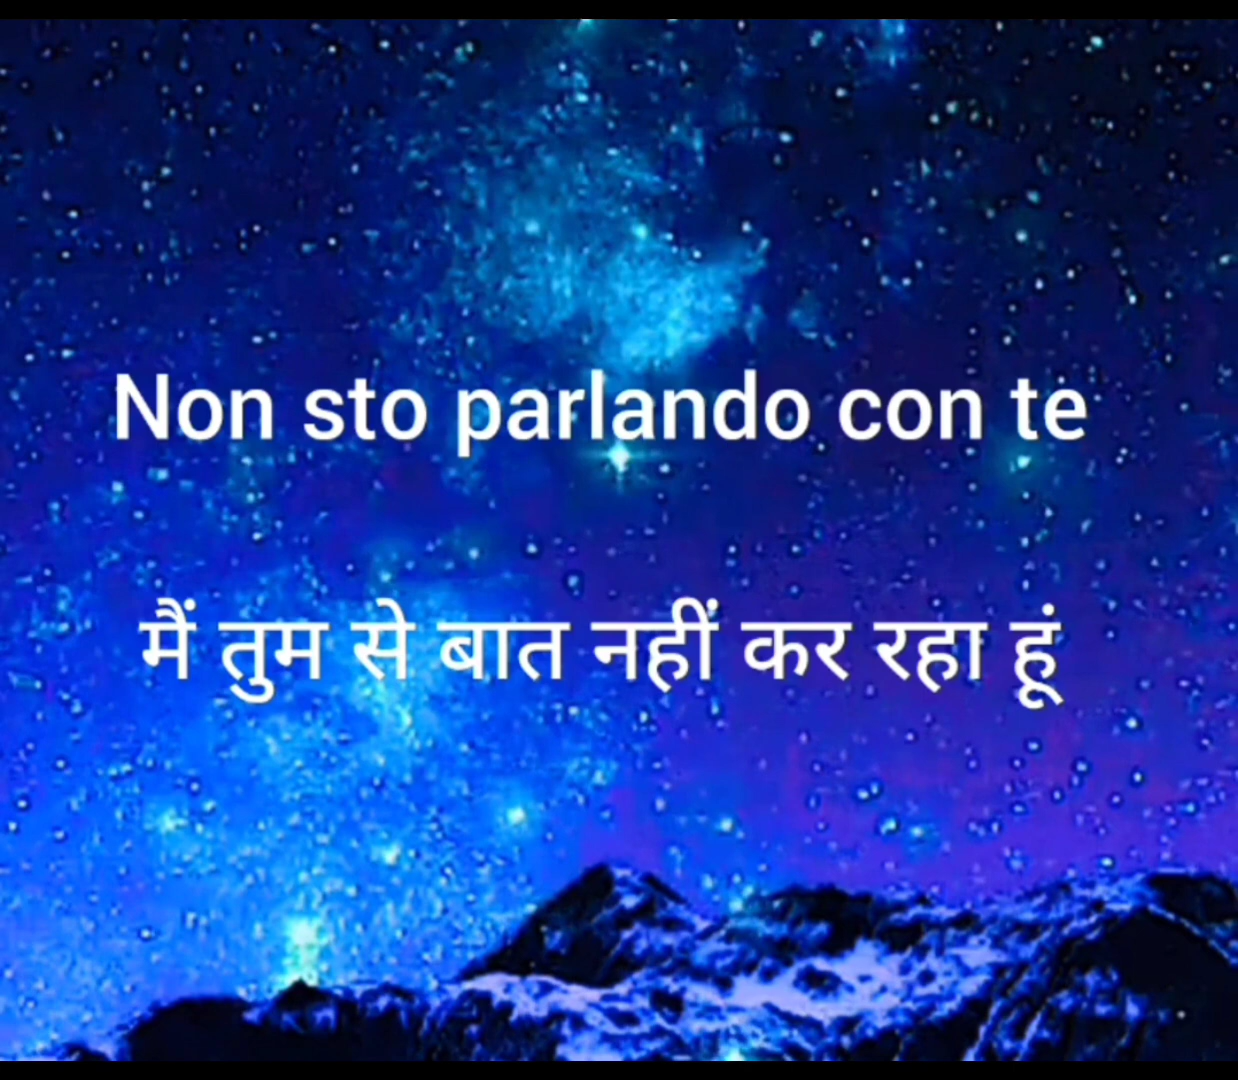 Non sto parlando con te
मैं तुम से बात नहीं कर रहा हूं